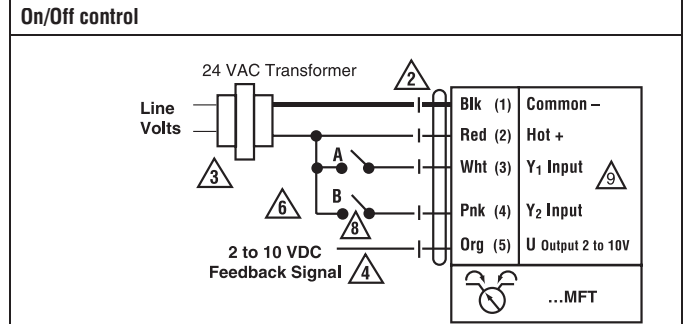 On/Off control
24 VAC Transformer
2
Line
Volts
3
Blk (1) Common –
Red (2) Hot +
A
Wht (3) Y₁ Input
9
6
B
8
Pnk (4) Y₂ Input
Org (5) U Output 2 to 10V
2 to 10 VDC
Feedback Signal
4
...MFT